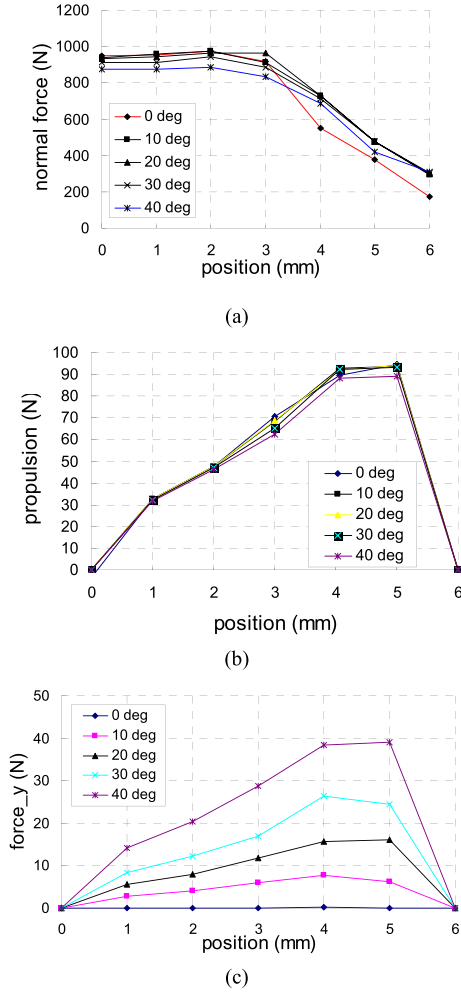 1200
1000
800
600
400
200
0
normal force (N)
0 deg
10 deg
20 deg
30 deg
40 deg
0 1 2 3 4 5 6
position (mm)
(a)
100
90
80
70
60
50
40
30
20
10
0
propulsion (N)
0 deg
10 deg
20 deg
30 deg
40 deg
0 1 2 3 4 5 6
position (mm)
(b)
50
40
30
20
10
0
force_y (N)
0 deg
10 deg
20 deg
30 deg
40 deg
0 1 2 3 4 5 6
position (mm)
(c)